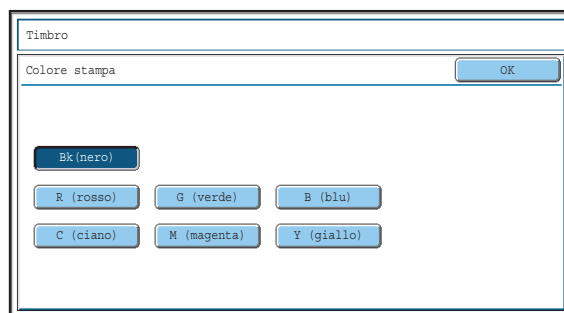 Timbro
Colore stampa OK
Bk(nero)
R (rosso) G (verde) B (blu)
C (ciano) M (magenta) Y (giallo)